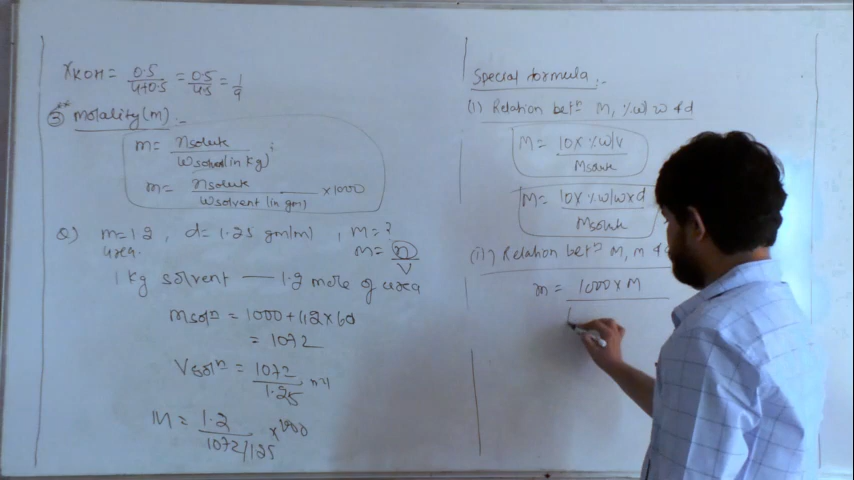 xKOH = 0.5/4+0.5 = 0.5/4.5 = 1/9
③** Molality(m) :-
m = nsolute/Wsolvent(in kg) ;
m = nsolute/Wsolvent (in gm) × 1000
Q) m = 1.2 , d = 1.25 gm/ml , M = ?
urea.
M = n/V
1 kg solvent — 1.2 mole of urea
Msolⁿ = 1000 + 1.2 × 60
= 1072
Vsolⁿ = 1072/1.25 ml
M = 1.2/1072/1.25 × 1000
Special formula :-
(i) Relation betⁿ M, % w/w & d
M = 10 × % w/v/Msolute
M = 10 × % w/w × d/Msolute
(ii) Relation betⁿ M, m &
m = 1000 × M